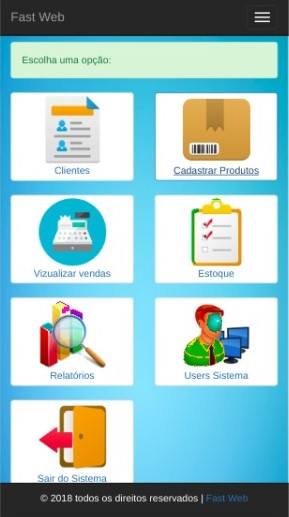 Fast Web
Escolha uma opção:
Clientes
Cadastrar Produtos
Vizualizar vendas
Estoque
Relatórios
Users Sistema
Sair do Sistema
© 2018 todos os direitos reservados | Fast Web